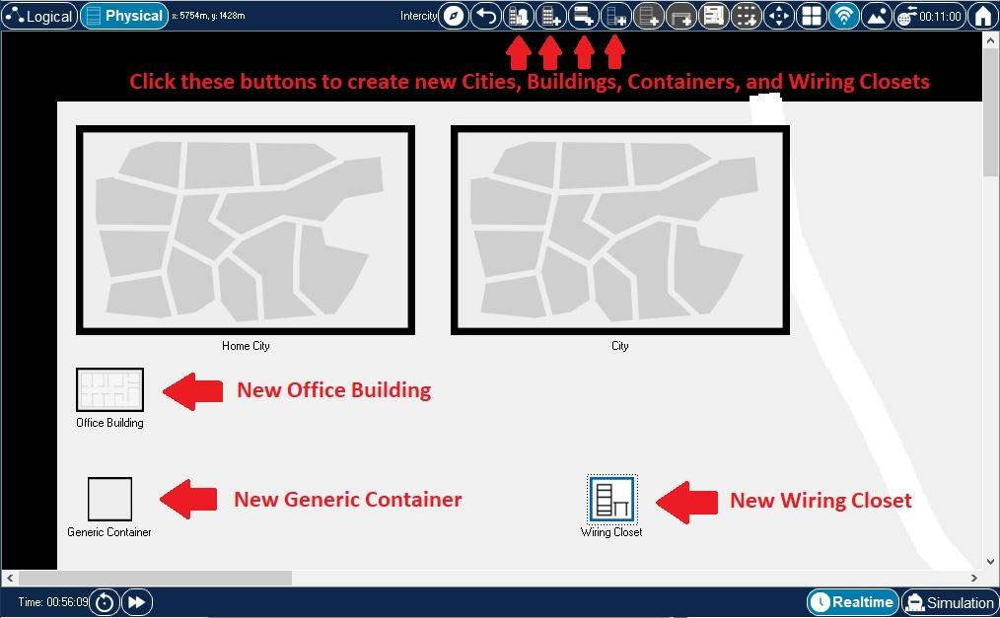 Logical Physical x: 5754m, y: 1428m Intercity 00:11:00
Click these buttons to create new Cities, Buildings, Containers, and Wiring Closets
Home City City
New Office Building
Office Building
New Generic Container New Wiring Closet
Generic Container Wiring Closet
Time: 00:56:09 Realtime Simulation